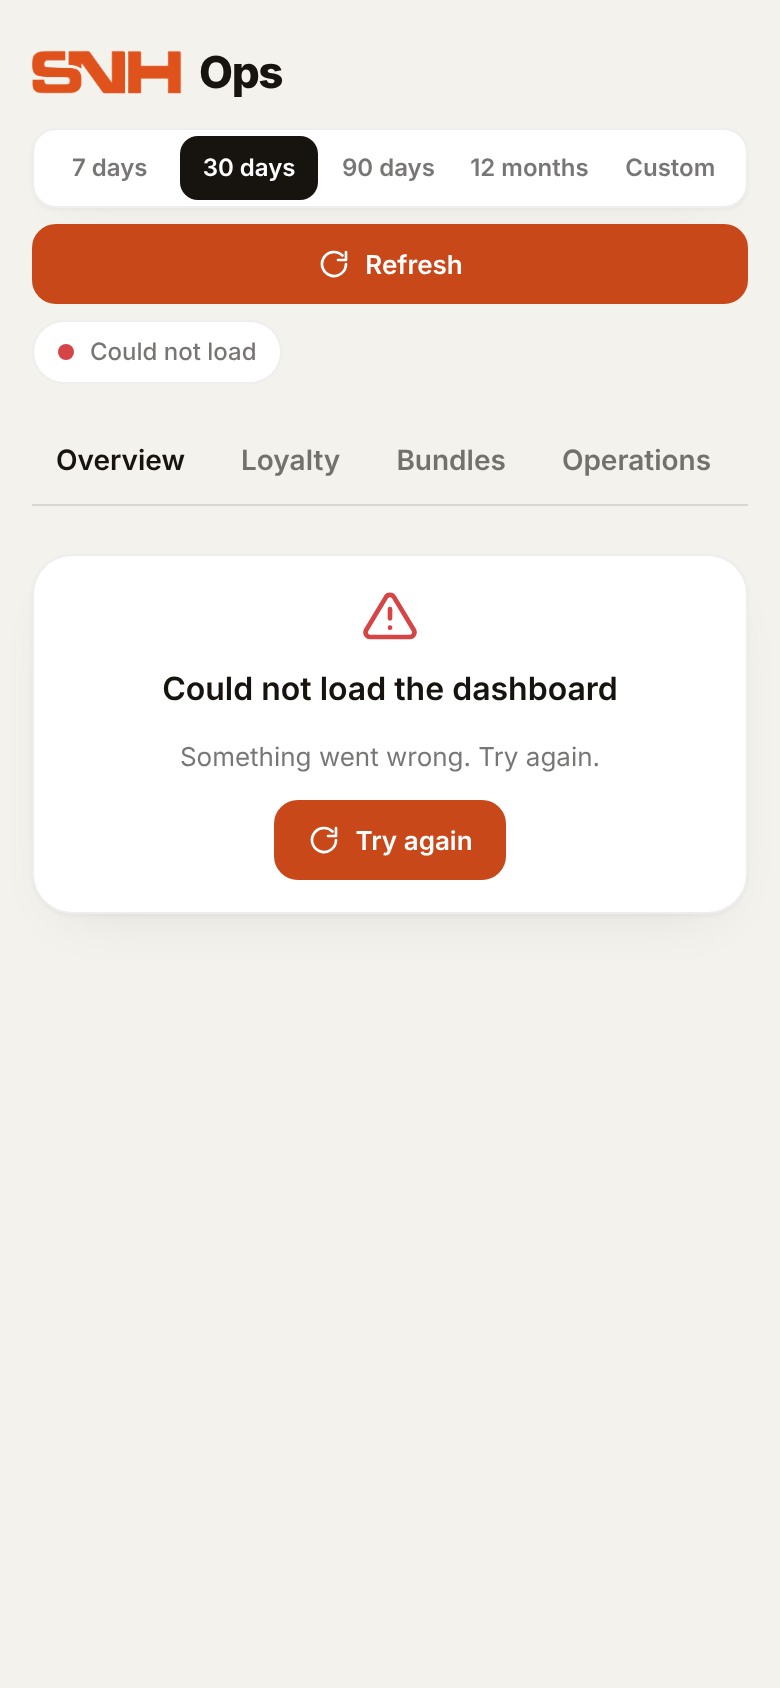 SNH Ops
7 days 30 days 90 days 12 months Custom
Refresh
Could not load
Overview Loyalty Bundles Operations
Could not load the dashboard
Something went wrong. Try again.
Try again